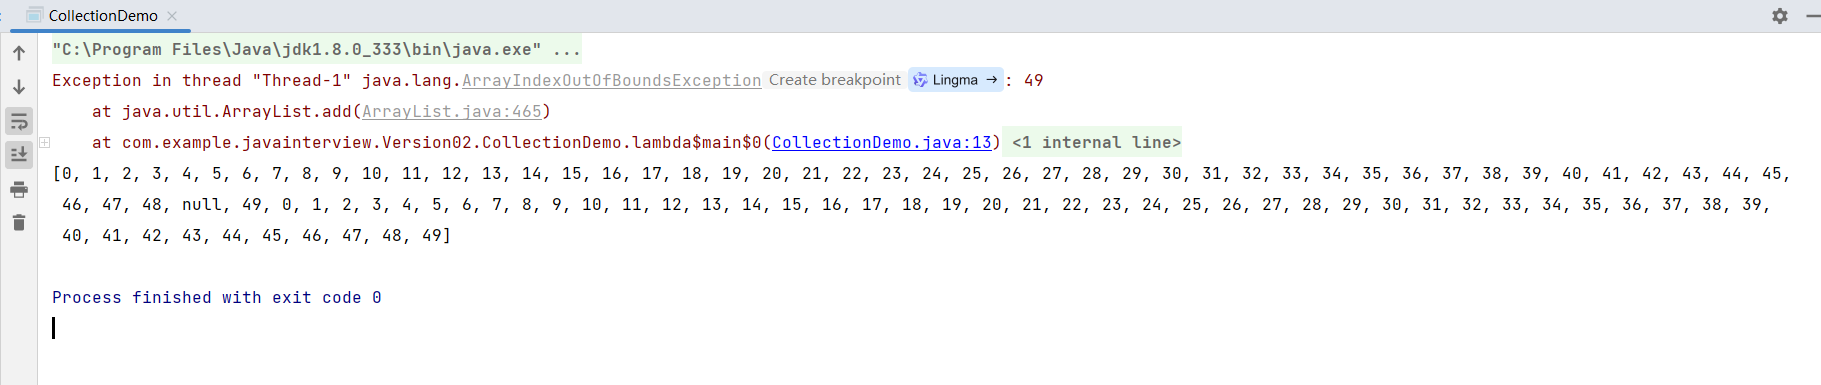 CollectionDemo
"C:\Program Files\Java\jdk1.8.0_333\bin\java.exe" ...
Exception in thread "Thread-1" java.lang.ArrayIndexOutOfBoundsException Create breakpoint Lingma → : 49
at java.util.ArrayList.add(ArrayList.java:465)
at com.example.javainterview.Version02.CollectionDemo.lambda$main$0(CollectionDemo.java:13) <1 internal line>
[0, 1, 2, 3, 4, 5, 6, 7, 8, 9, 10, 11, 12, 13, 14, 15, 16, 17, 18, 19, 20, 21, 22, 23, 24, 25, 26, 27, 28, 29, 30, 31, 32, 33, 34, 35, 36, 37, 38, 39, 40, 41, 42, 43, 44, 45,
46, 47, 48, null, 49, 0, 1, 2, 3, 4, 5, 6, 7, 8, 9, 10, 11, 12, 13, 14, 15, 16, 17, 18, 19, 20, 21, 22, 23, 24, 25, 26, 27, 28, 29, 30, 31, 32, 33, 34, 35, 36, 37, 38, 39,
40, 41, 42, 43, 44, 45, 46, 47, 48, 49]
Process finished with exit code 0